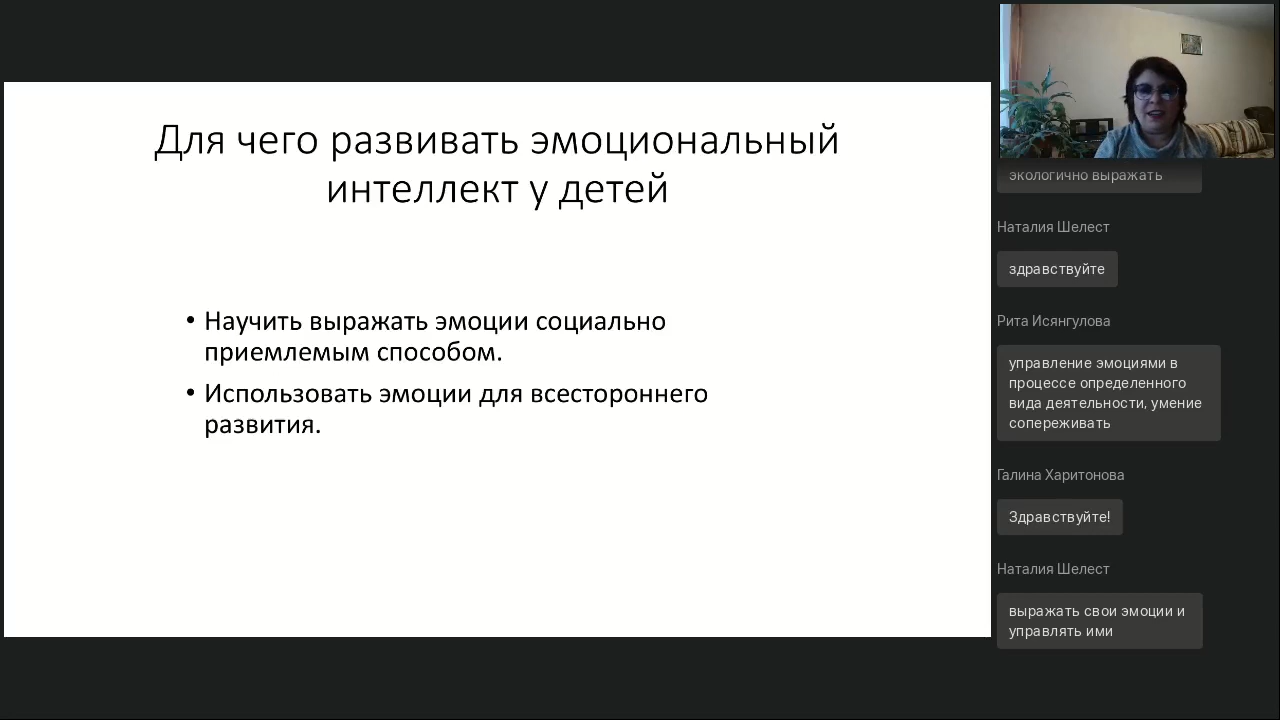 Для чего развивать эмоциональный
интеллект у детей
• Научить выражать эмоции социально
приемлемым способом.
• Использовать эмоции для всестороннего
развития.
экологично выражать
Наталия Шелест
здравствуйте
Рита Исянгулова
управление эмоциями в
процессе определенного
вида деятельности, умение
сопереживать
Галина Харитонова
Здравствуйте!
Наталия Шелест
выражать свои эмоции и
управлять ими